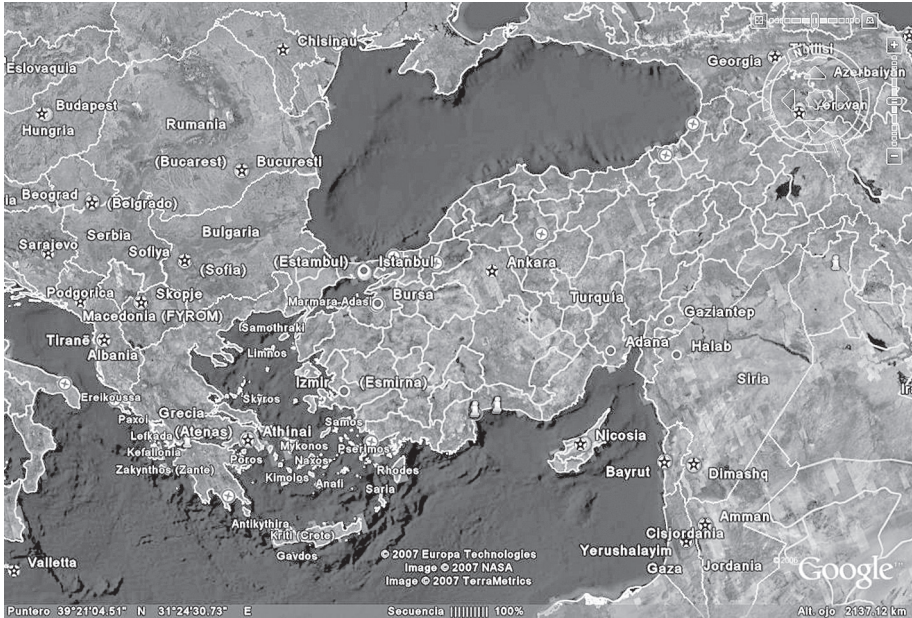 Chisinau
Tbilisi
Georgia
Azerbaiyán
Eslovaquia
Yerevan
Budapest
Hungria
Rumania
(Bucarest) Bucuresti
Beograd (Belgrado)
Serbia
Bulgaria
Sarajevo
Sofiya
(Sofia)
(Estambul) Istanbul
Ankara
Podgorica
Skopje
Marmara Adasi
Bursa
Turquia
Macedonia (FYROM)
Gaziantep
Samothraki
Tiranë
Albania
Limnos
Adana
Halab
Izmir (Esmirna)
Siria
Ereikoussa
Skyros
Paxoi
Grecia
Samos
Lefkada
(Atenas) Athinai
Nicosia
Kefallonia
Mykonos
Pserimos
Poros
Naxos
Zakynthos (Zante)
Rhodes
Bayrut
Dimashq
Kimolos
Anafi
Saria
Antikythira
Amman
Kriti (Crete)
Cisjordania
Yerushalayim
Gavdos
Valletta
Gaza
Jordania
© 2007 Europa Technologies
Image © 2007 NASA
Image © 2007 TerraMetrics
Google
Puntero 39°21'04.51" N 31°24'30.73" E
Secuencia |||||||||| 100%
Alt. ojo 2137.12 km